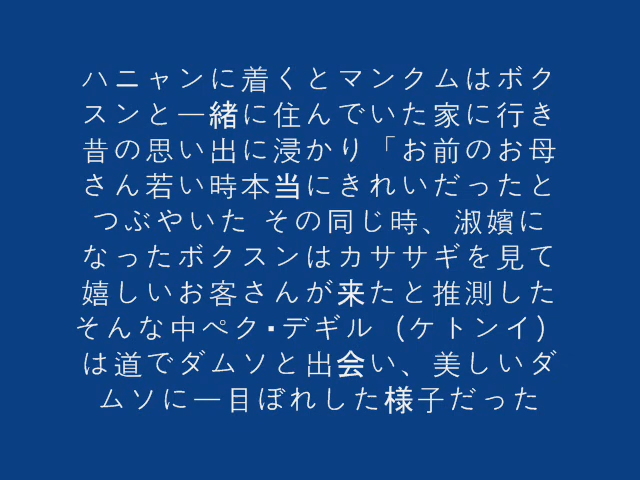 ハニャンに着くとマンクムはボク
スンと一緒に住んでいた家に行き
昔の思い出に浸かり「お前のお母
さん若い時本当にきれいだったと
つぶやいた その同じ時、淑嬪に
なったボクスンはカササギを見て
嬉しいお客さんが来たと推測した
そんな中ペク・デギル (ケトンイ)
は道でダムソと出会い、美しいダ
ムソに一目ぼれした様子だった